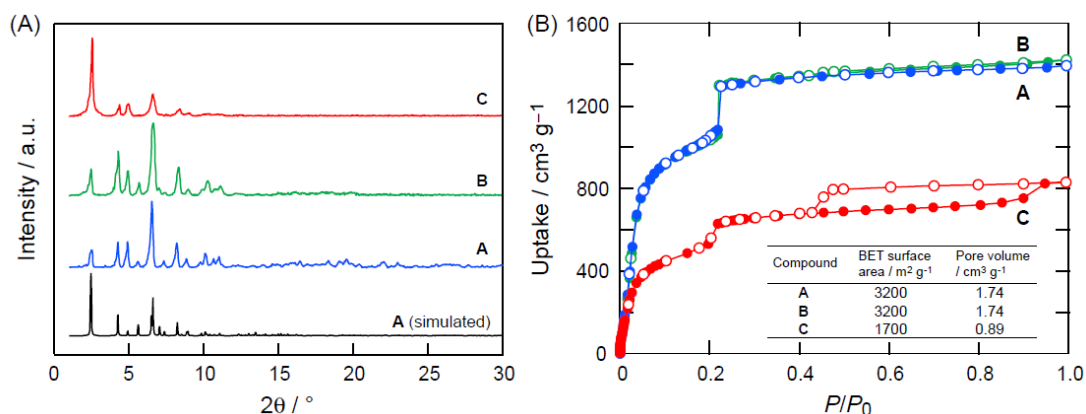 (A)
Intensity / a.u.
C
B
A
A (simulated)
0 5 10 15 20 25 30
2θ / °
(B)
Uptake / cm³ g⁻¹
1600
1200
800
400
0
B
A
C
Compound BET surface area / m² g⁻¹ Pore volume / cm³ g⁻¹
A 3200 1.74
B 3200 1.74
C 1700 0.89
0 0.2 0.4 0.6 0.8 1.0
P/P₀